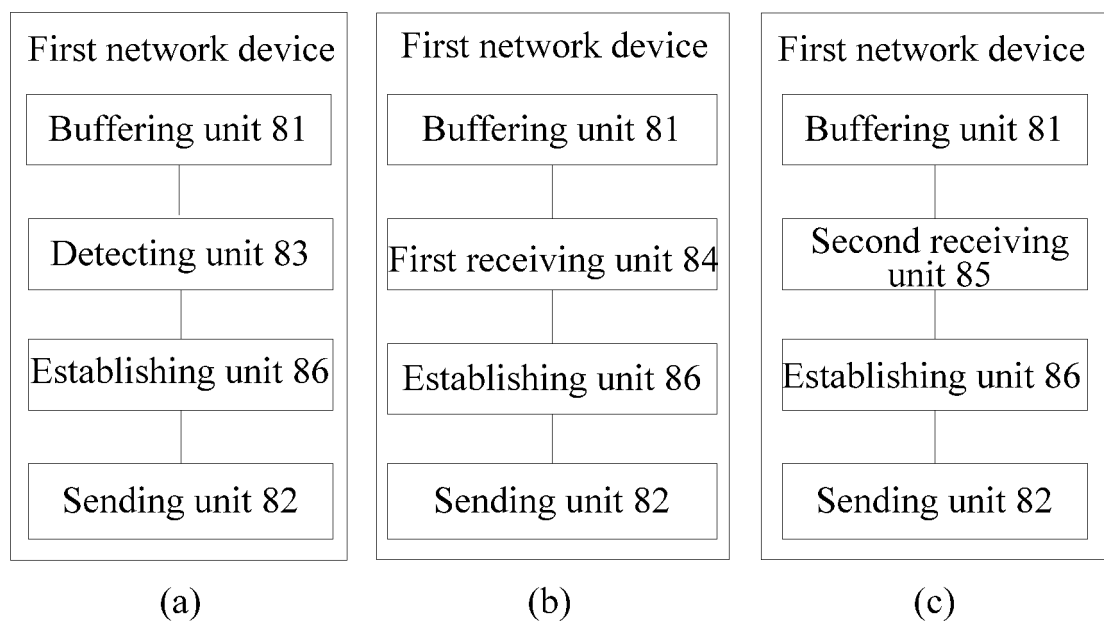 First network device
Buffering unit 81
Detecting unit 83
Establishing unit 86
Sending unit 82
(a)
First network device
Buffering unit 81
First receiving unit 84
Establishing unit 86
Sending unit 82
(b)
First network device
Buffering unit 81
Second receiving
unit 85
Establishing unit 86
Sending unit 82
(c)